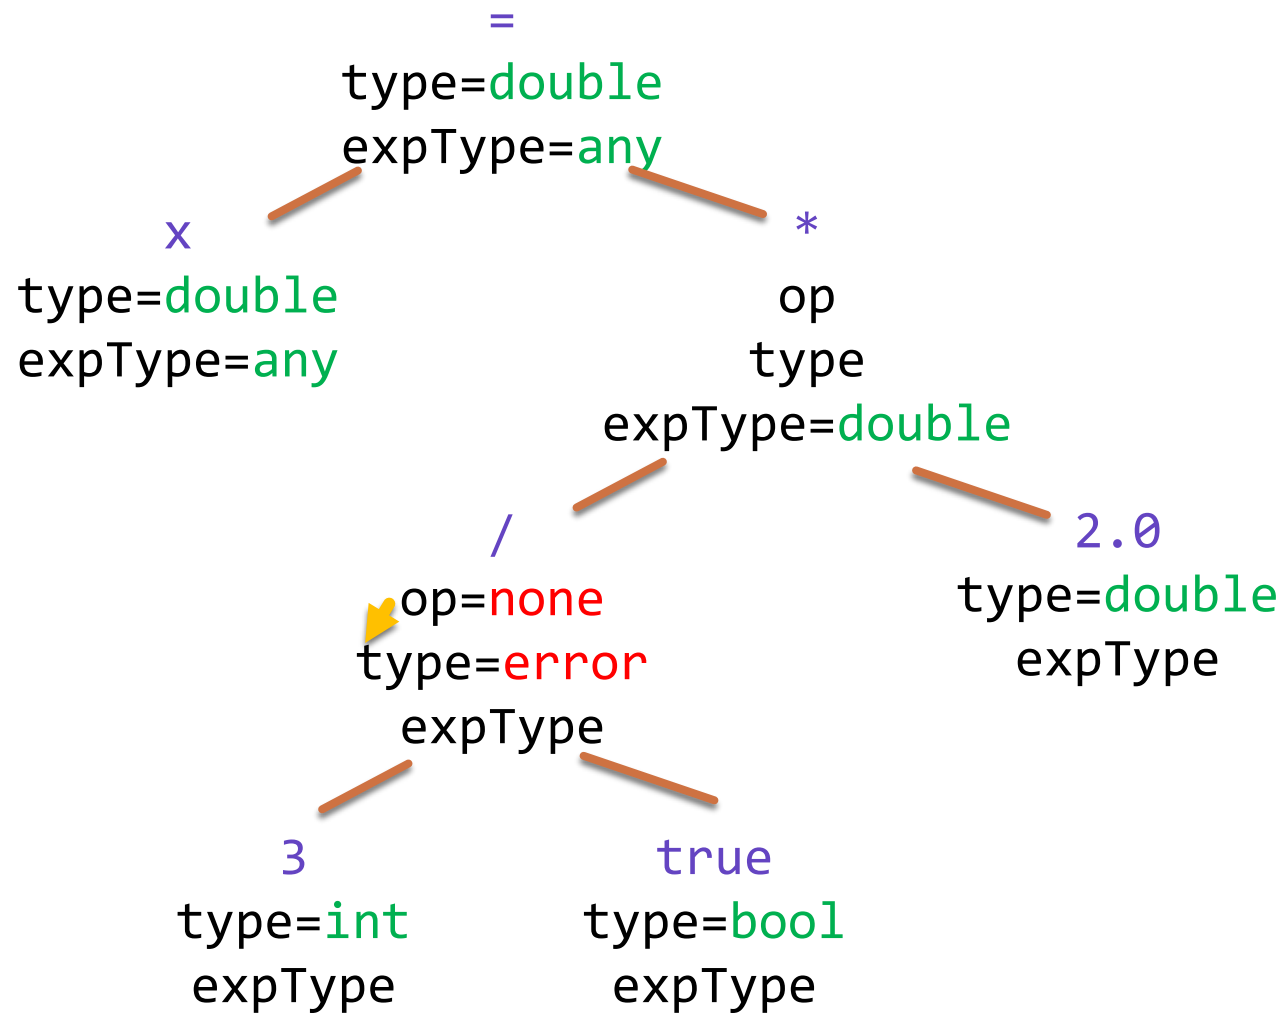 =
type=double
expType=any
x
type=double
expType=any
*
op
type
expType=double
/
op=none
type=error
expType
2.0
type=double
expType
3
type=int
expType
true
type=bool
expType